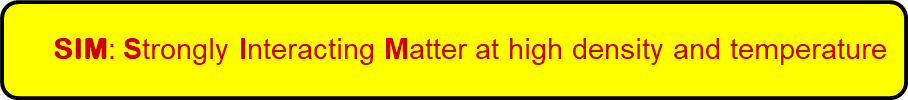 SIM: Strongly Interacting Matter at high density and temperature